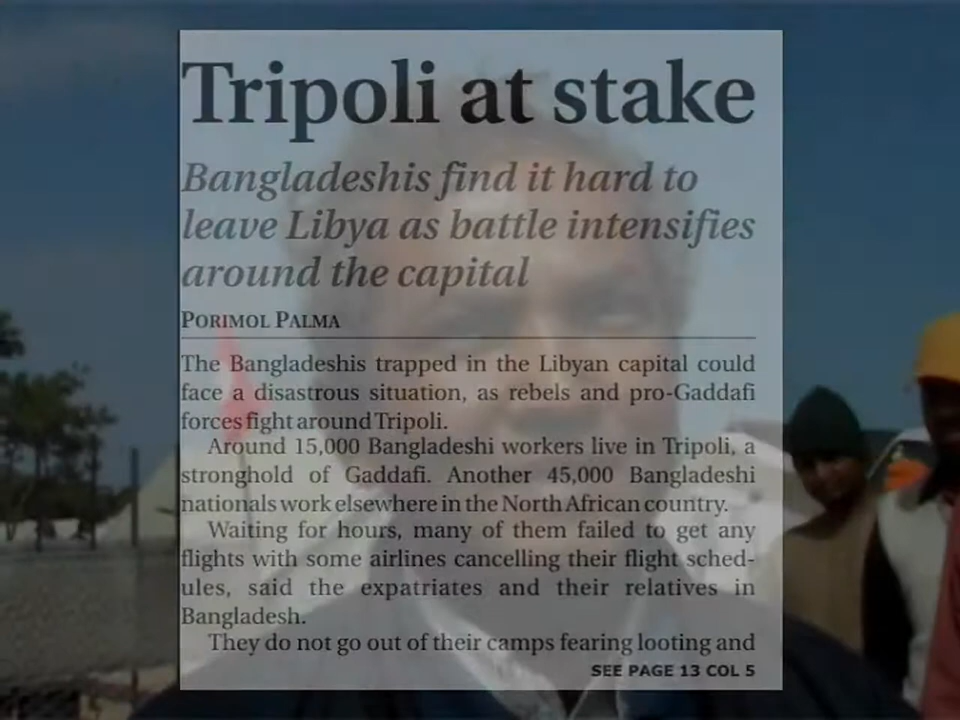 Tripoli at stake
Bangladeshis find it hard to
leave Libya as battle intensifies
around the capital
PORIMOL PALMA
The Bangladeshis trapped in the Libyan capital could
face a disastrous situation, as rebels and pro-Gaddafi
forces fight around Tripoli.
Around 15,000 Bangladeshi workers live in Tripoli, a
stronghold of Gaddafi. Another 45,000 Bangladeshi
nationals work elsewhere in the North African country.
Waiting for hours, many of them failed to get any
flights with some airlines cancelling their flight sched-
ules, said the expatriates and their relatives in
Bangladesh.
They do not go out of their camps fearing looting and
SEE PAGE 13 COL 5